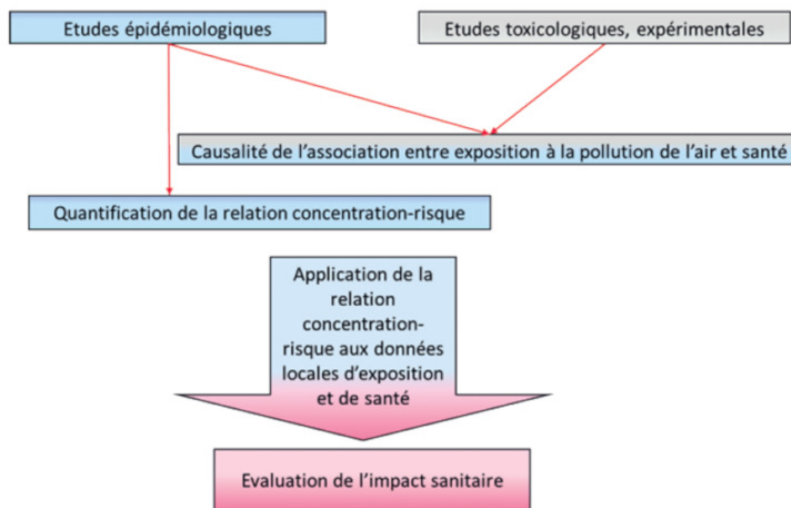 Etudes épidémiologiques
Etudes toxicologiques, expérimentales
Causalité de l'association entre exposition à la pollution de l'air et santé
Quantification de la relation concentration-risque
Application de la
relation
concentration-
risque aux données
locales d'exposition
et de santé
Evaluation de l'impact sanitaire